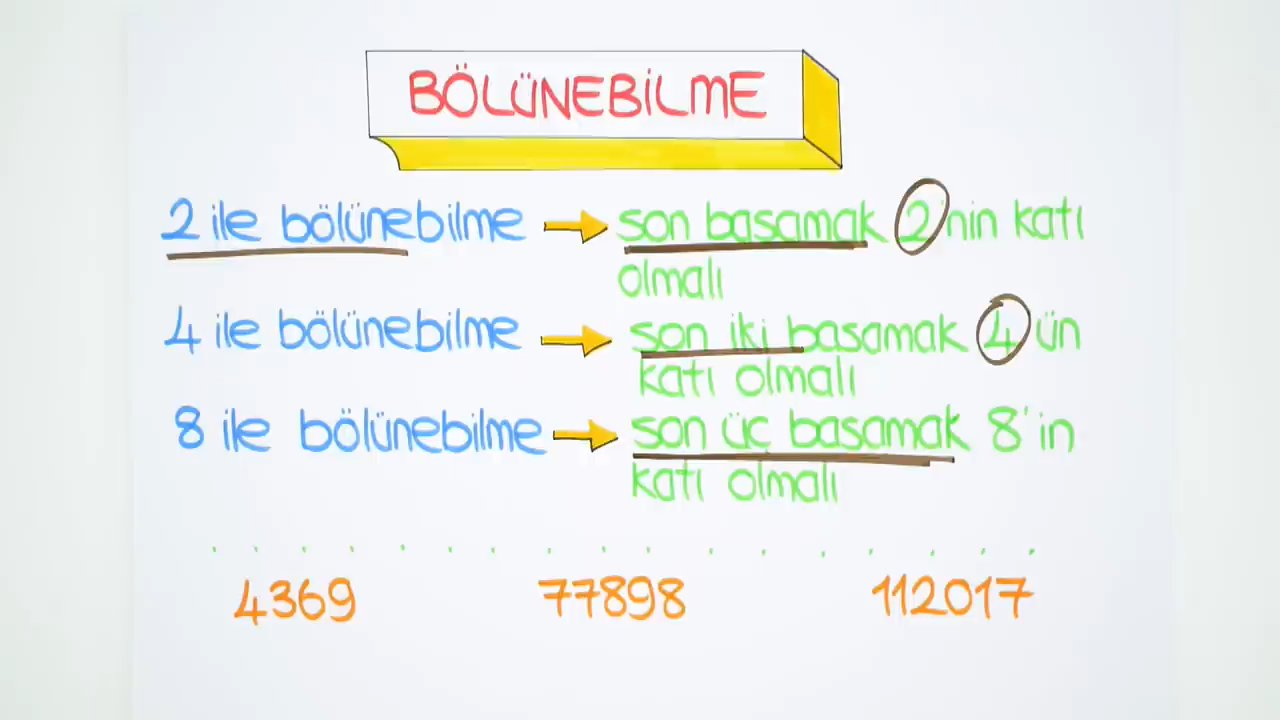 BÖLÜNEBİLME
2 ile bölünebilme → son basamak 2'nin katı
olmalı
4 ile bölünebilme → son iki basamak 4 ün
katı olmalı
8 ile bölünebilme → son üç basamak 8'in
katı olmalı
4369 77898 112017